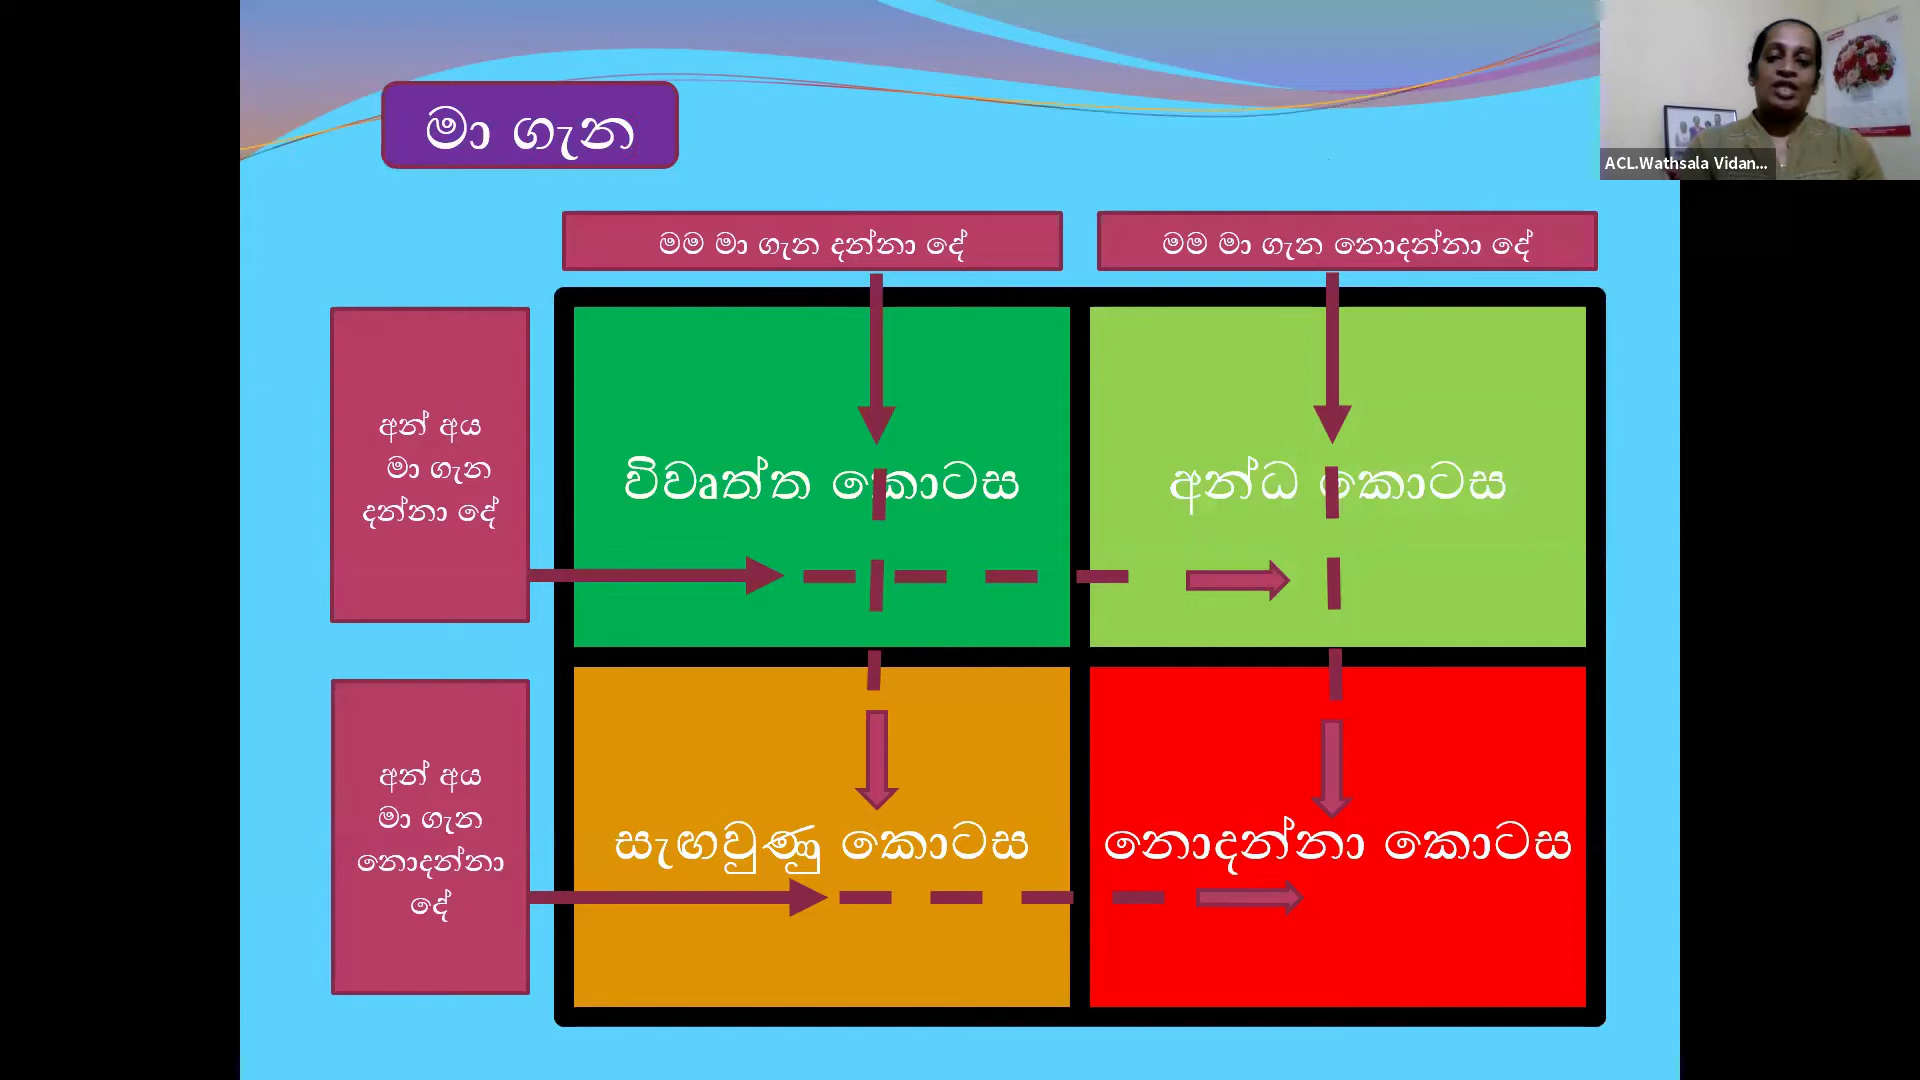 මා ගැන
ACL.Wathsala Vidan...
මම මා ගැන දන්නා දේ
මම මා ගැන නොදන්නා දේ
අන් අය
මා ගැන
දන්නා දේ
විවෘත්ත කොටස
අන්ධ කොටස
අන් අය
මා ගැන
නොදන්නා
දේ
සැඟවුණු කොටස
නොදන්නා කොටස